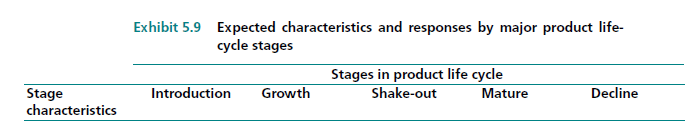 Exhibit 5.9 Expected characteristics and responses by major product life-
cycle stages
Stages in product life cycle
Stage Introduction Growth Shake-out Mature Decline
characteristics